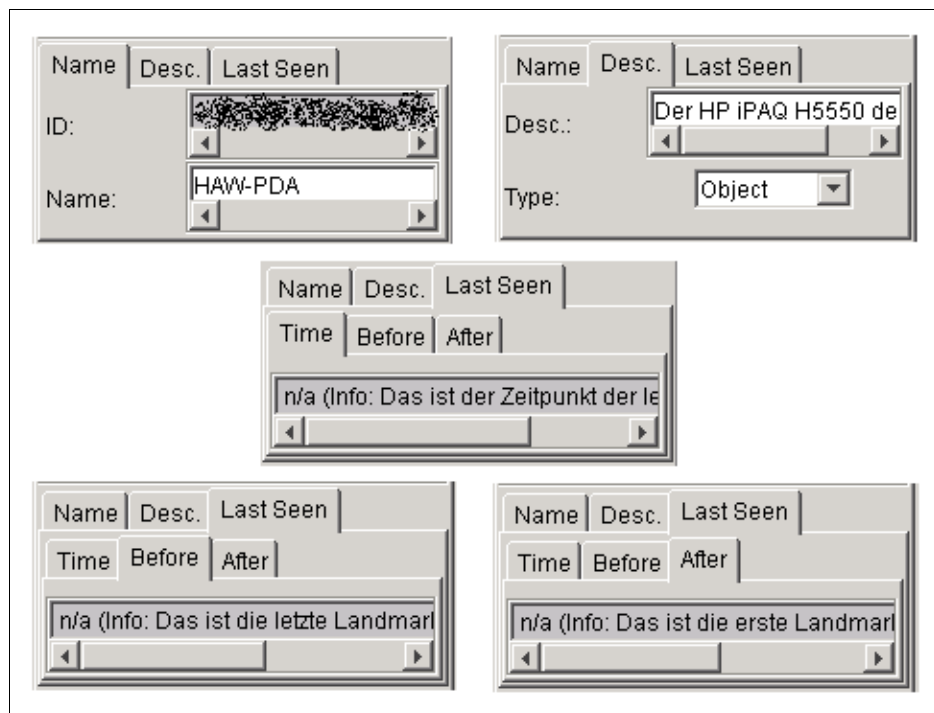 Name Desc. Last Seen
ID:
Name: HAW-PDA
Name Desc. Last Seen
Desc.: Der HP iPAQ H5550 de
Type: Object
Name Desc. Last Seen
Time Before After
n/a (Info: Das ist der Zeitpunkt der le
Name Desc. Last Seen
Time Before After
n/a (Info: Das ist die letzte Landmarl
Name Desc. Last Seen
Time Before After
n/a (Info: Das ist die erste Landmarl